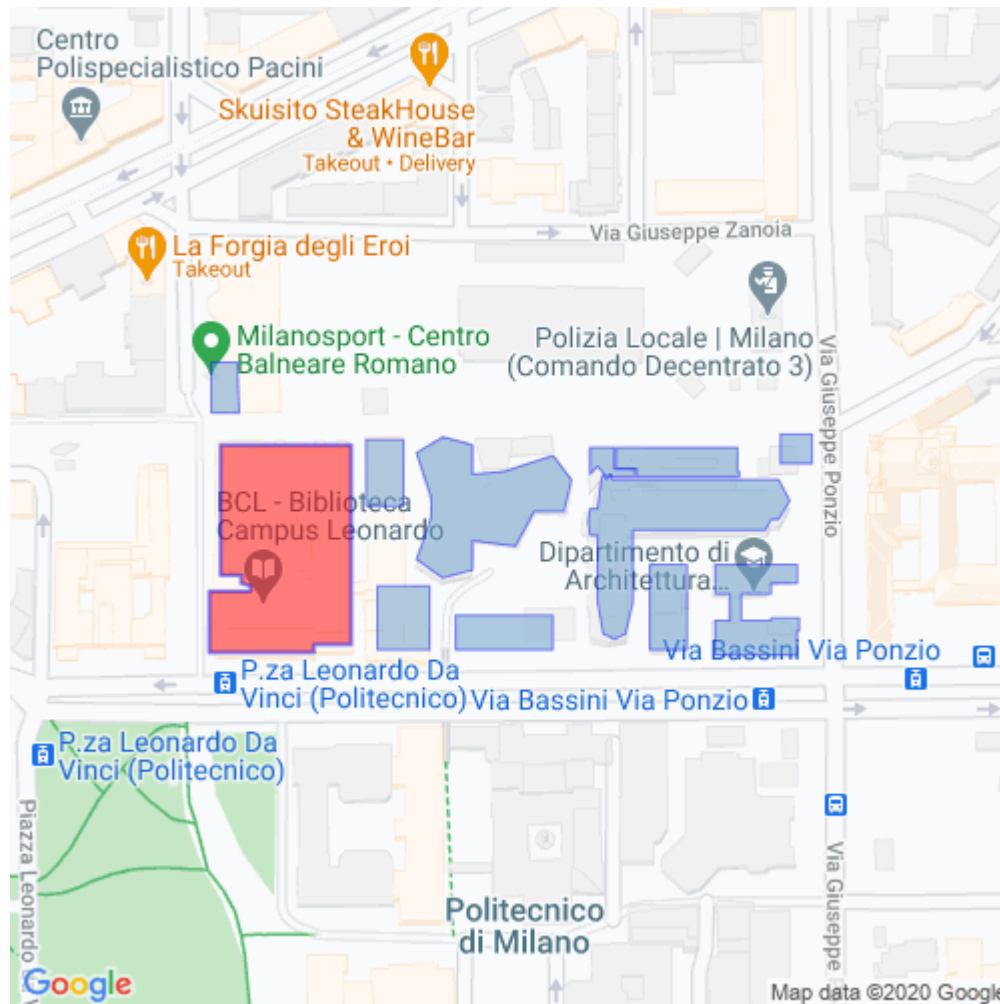 Centro
Polispecialistico Pacini
Skuisito SteakHouse
& WineBar
Takeout • Delivery
Via Giuseppe Zanoia
La Forgia degli Eroi
Takeout
Milanosport - Centro
Balneare Romano
Polizia Locale | Milano
(Comando Decentrato 3)
Via Giuseppe Ponzio
BCL - Biblioteca
Campus Leonardo
Dipartimento di
Architettura...
Via Bassini Via Ponzio
P.za Leonardo Da
Vinci (Politecnico)
Via Bassini Via Ponzio
P.za Leonardo Da
Vinci (Politecnico)
Piazza Leonardo
Via Giuseppe
Politecnico
di Milano
Google
Map data ©2020 Google